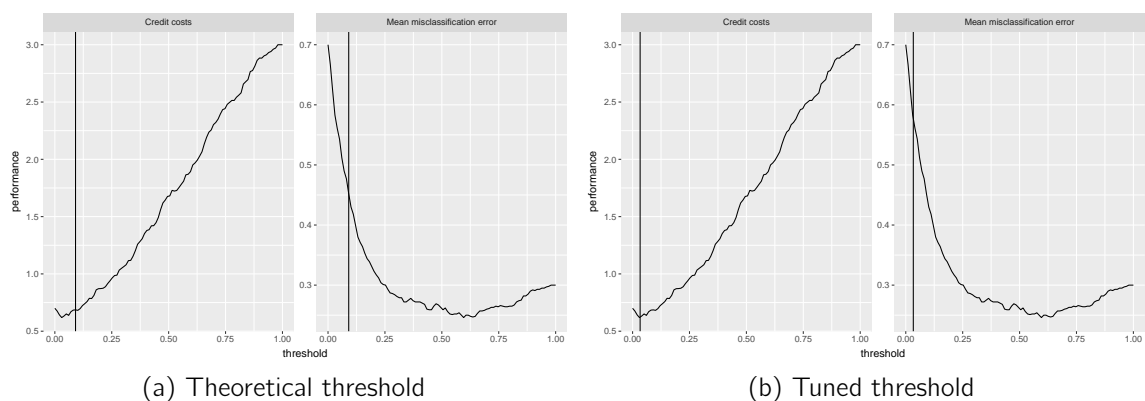 Credit costs
Mean misclassification error
3.0
2.5
2.0
1.5
1.0
0.5
0.7
0.6
0.5
0.4
0.3
performance
0.00 0.25 0.50 0.75 1.00
0.00 0.25 0.50 0.75 1.00
threshold
(a) Theoretical threshold
Credit costs
Mean misclassification error
3.0
2.5
2.0
1.5
1.0
0.5
0.7
0.6
0.5
0.4
0.3
performance
0.00 0.25 0.50 0.75 1.00
0.00 0.25 0.50 0.75 1.00
threshold
(b) Tuned threshold